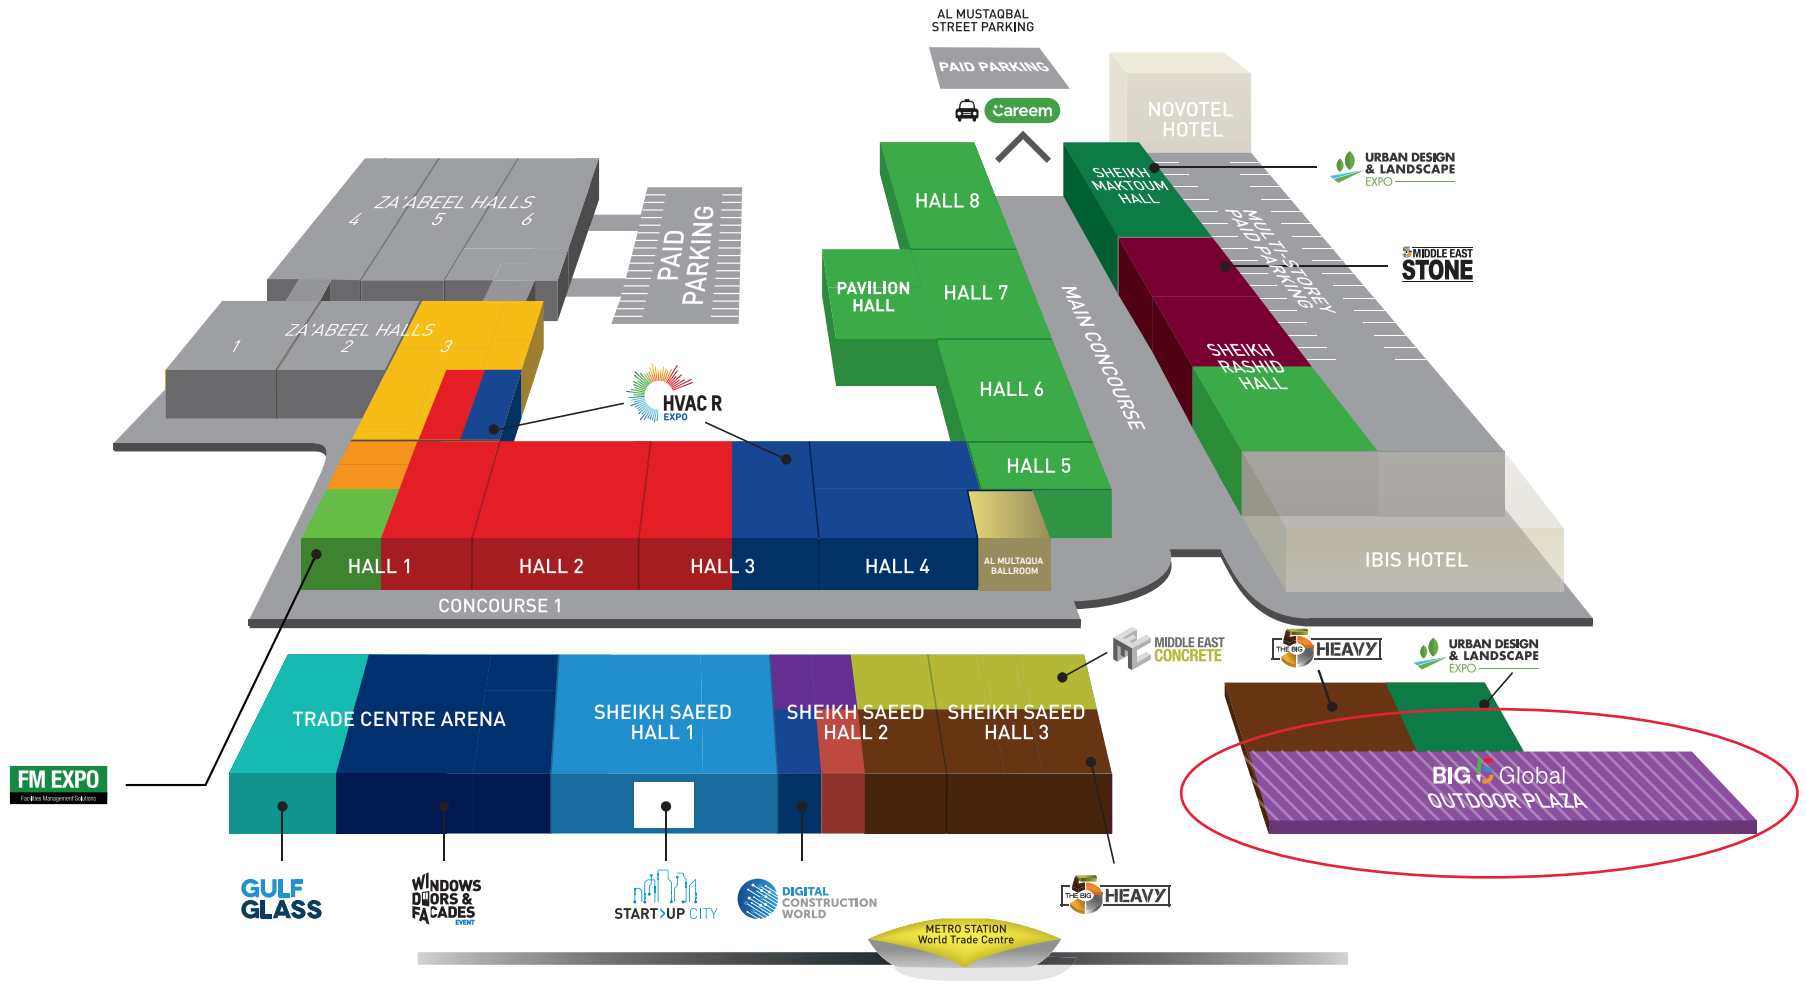 AL MUSTAQBAL
STREET PARKING
PAID PARKING
Careem
NOVOTEL
HOTEL
URBAN DESIGN
& LANDSCAPE
EXPO
SHEIKH
MAKTOUM
HALL
HALL 8
ZA'ABEEL HALLS
4
5
6
PAID
PARKING
MULTI-STOREY
PAID PARKING
5 MIDDLE EAST
STONE
PAVILION
HALL
HALL 7
MAIN CONCOURSE
ZA'ABEEL HALLS
1
2
3
SHEIKH
RASHID
HALL
HVAC R
EXPO
HALL 6
HALL 5
HALL 1
HALL 2
HALL 3
HALL 4
AL MULTAQUA
BALLROOM
IBIS HOTEL
CONCOURSE 1
MIDDLE EAST
CONCRETE
THE BIG 5 HEAVY
URBAN DESIGN
& LANDSCAPE
EXPO
TRADE CENTRE ARENA
SHEIKH SAEED
HALL 1
SHEIKH SAEED
HALL 2
SHEIKH SAEED
HALL 3
BIG 5 Global
OUTDOOR PLAZA
FM EXPO
Facilities Management Solutions
GULF
GLASS
WINDOWS
DOORS &
FACADES
EVENT
START>UP CITY
DIGITAL
CONSTRUCTION
WORLD
THE BIG 5 HEAVY
METRO STATION
World Trade Centre